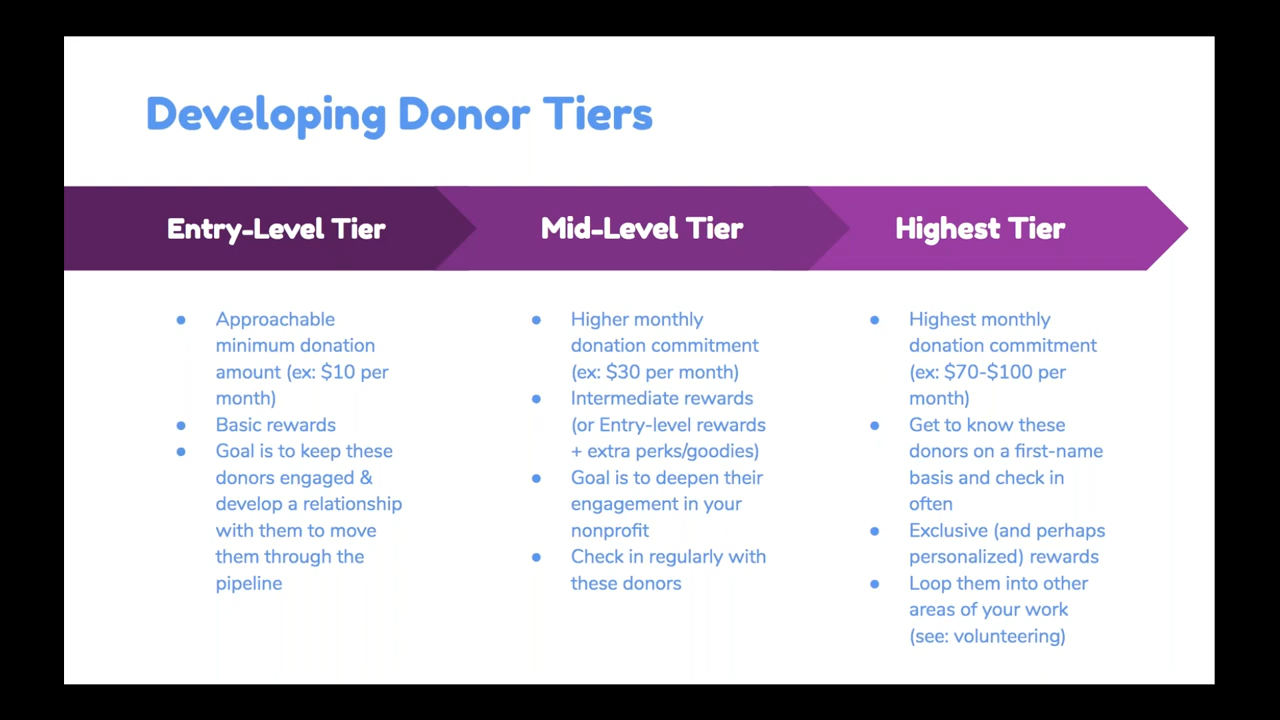 Developing Donor Tiers
Entry-Level Tier
Mid-Level Tier
Highest Tier
● Approachable
minimum donation
amount (ex: $10 per
month)
● Basic rewards
● Goal is to keep these
donors engaged &
develop a relationship
with them to move
them through the
pipeline
● Higher monthly
donation commitment
(ex: $30 per month)
● Intermediate rewards
(or Entry-level rewards
+ extra perks/goodies)
● Goal is to deepen their
engagement in your
nonprofit
● Check in regularly with
these donors
● Highest monthly
donation commitment
(ex: $70-$100 per
month)
● Get to know these
donors on a first-name
basis and check in
often
● Exclusive (and perhaps
personalized) rewards
● Loop them into other
areas of your work
(see: volunteering)